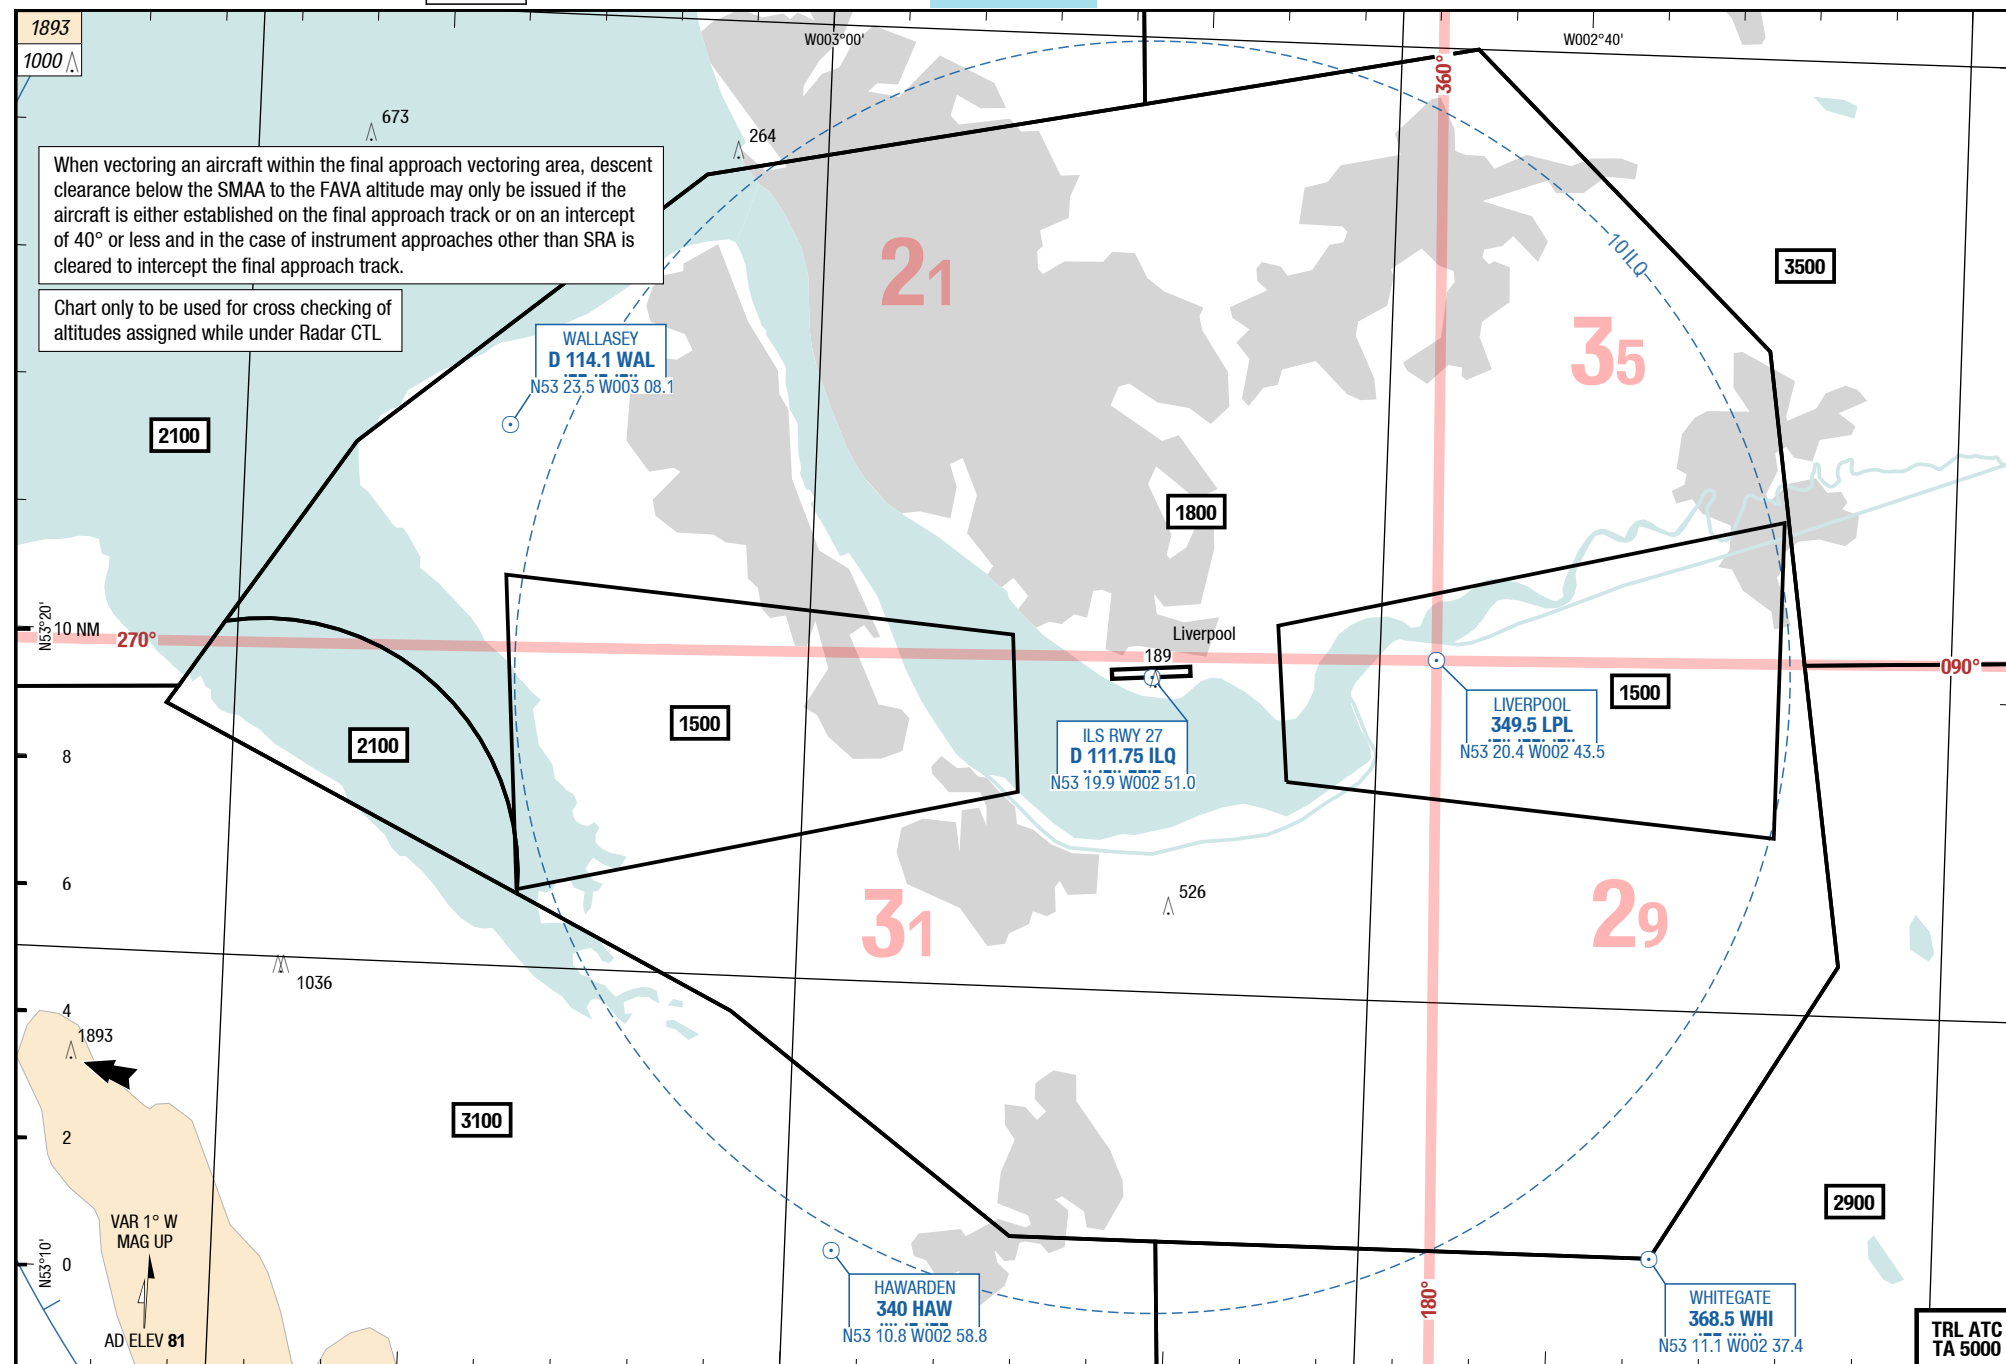 1893
1000
W003°00'
W002°40'
360°
673
264
When vectoring an aircraft within the final approach vectoring area, descent
clearance below the SMAA to the FAVA altitude may only be issued if the
aircraft is either established on the final approach track or on an intercept
of 40° or less and in the case of instrument approaches other than SRA is
cleared to intercept the final approach track.
Chart only to be used for cross checking of
altitudes assigned while under Radar CTL
21
10 ILQ
3500
35
WALLASEY
D 114.1 WAL
N53 23.5 W003 08.1
2100
1800
N53°20'
10 NM
270°
Liverpool
189
090°
2100
1500
ILS RWY 27
D 111.75 ILQ
N53 19.9 W002 51.0
LIVERPOOL
349.5 LPL
N53 20.4 W002 43.5
1500
8
6
31
526
29
1036
4
1893
3100
2
2900
VAR 1° W
MAG UP
N53°10'
0
180°
HAWARDEN
340 HAW
N53 10.8 W002 58.8
WHITEGATE
368.5 WHI
N53 11.1 W002 37.4
AD ELEV 81
TRL ATC
TA 5000